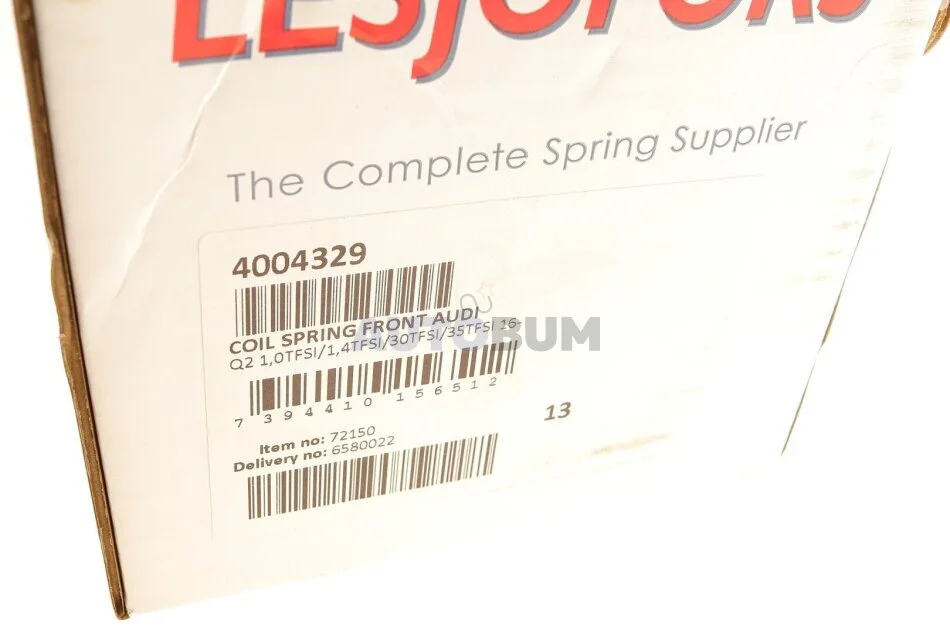 LESJÖFORS
The Complete Spring Supplier
4004329
COIL SPRING FRONT AUDI
Q2 1,0TFSI/1,4TFSI/30TFSI/35TFSI 16-
AUTOBUM
7 394410 156512
13
Item no: 72150
Delivery no: 6580022